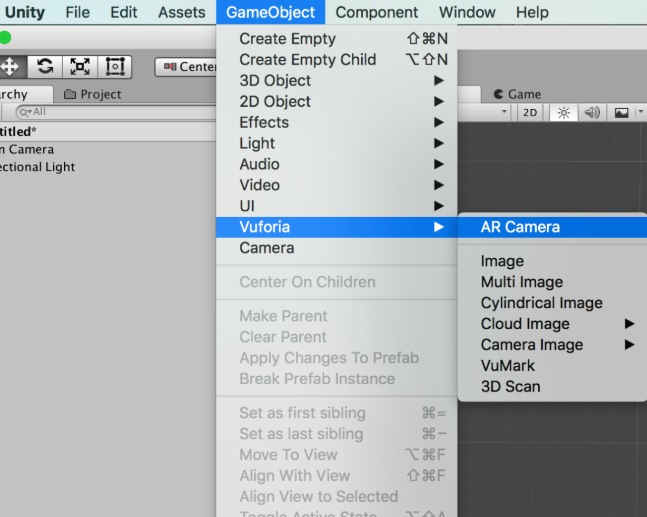 Unity File Edit Assets GameObject Component Window Help
Center
archy Project
Game
All
2D
titled*
n Camera
ectional Light
Create Empty ⇧⌘N
Create Empty Child ⌥⇧N
3D Object
2D Object
Effects
Light
Audio
Video
UI
Vuforia
Camera
Center On Children
Make Parent
Clear Parent
Apply Changes To Prefab
Break Prefab Instance
Set as first sibling ⌘=
Set as last sibling ⌘−
Move To View ⌥⌘F
Align With View ⇧⌘F
Align View to Selected
Toggle Active State ⌥⇧A
AR Camera
Image
Multi Image
Cylindrical Image
Cloud Image
Camera Image
VuMark
3D Scan